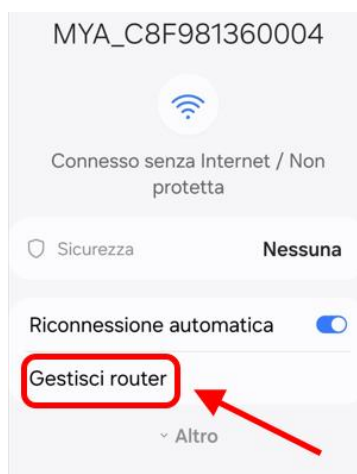 MYA_C8F981360004
Connesso senza Internet / Non
protetta
Sicurezza Nessuna
Riconnessione automatica
Gestisci router
Altro